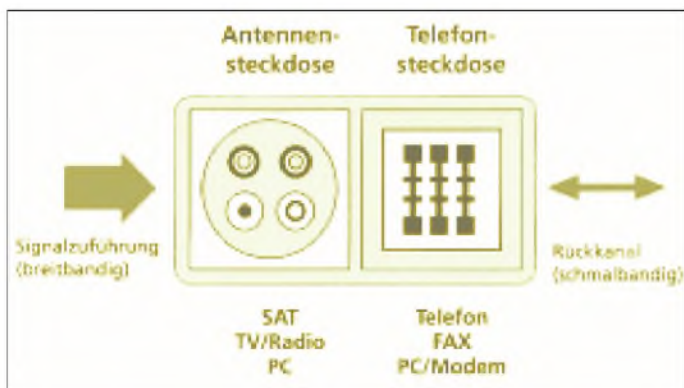 Antennen-
steckdose
Telefon-
steckdose
Signalzuführung
(breitbandig)
Rückkanal
(schmalbandig)
SAT
TV/Radio
PC
Telefon
FAX
PC/Modem